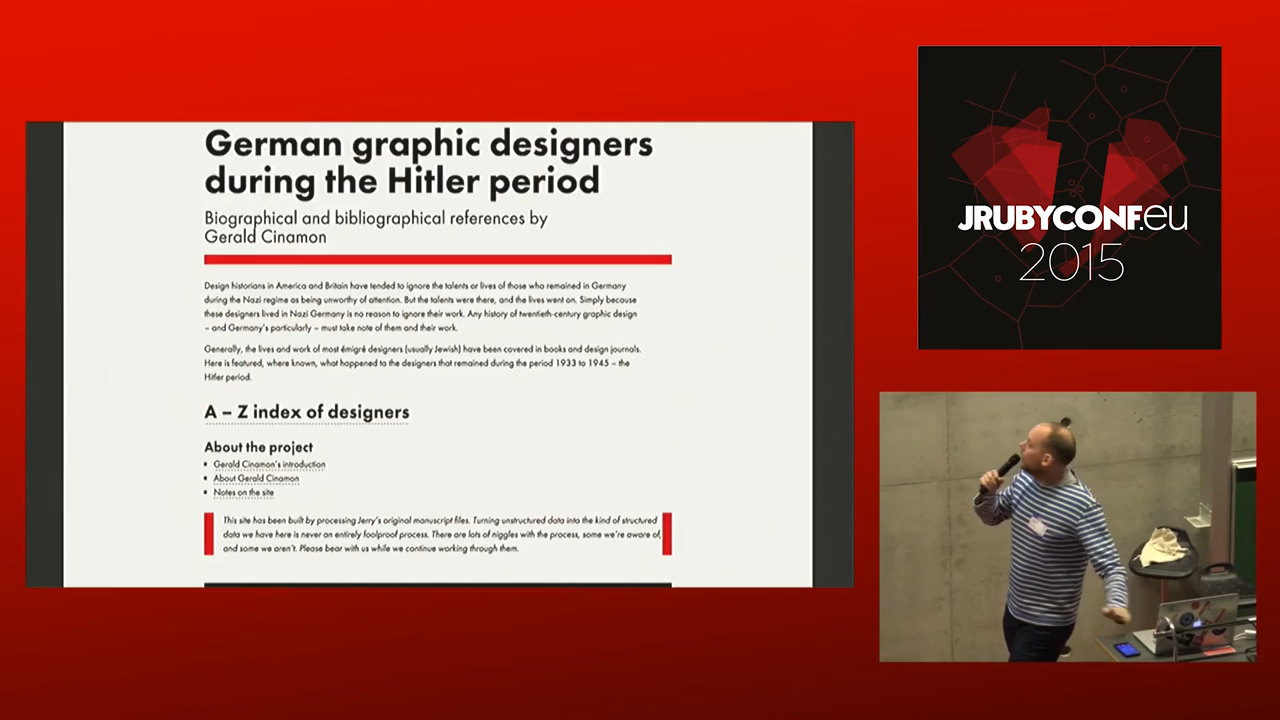 German graphic designers
during the Hitler period
Biographical and bibliographical references by
Gerald Cinamon
Design historians in America and Britain have tended to ignore the talents or lives of those who remained in Germany
during the Nazi regime as being unworthy of attention. But the talents were there, and the lives went on. Simply because
these designers lived in Nazi Germany is no reason to ignore their work. Any history of twentieth-century graphic design
– and Germany's particularly – must take note of them and their work.
Generally, the lives and work of most émigré designers (usually Jewish) have been covered in books and design journals.
Here is featured, where known, what happened to the designers that remained during the period 1933 to 1945 – the
Hitler period.
A – Z index of designers
About the project
▪ Gerald Cinamon's introduction
▪ About Gerald Cinamon
▪ Notes on the site
This site has been built by processing Jerry's original manuscript files. Turning unstructured data into the kind of structured
data we have here is never an entirely foolproof process. There are lots of niggles with the process, some we're aware of,
and some we aren't. Please bear with us while we continue working through them.
JRUBYCONF.eu
2015